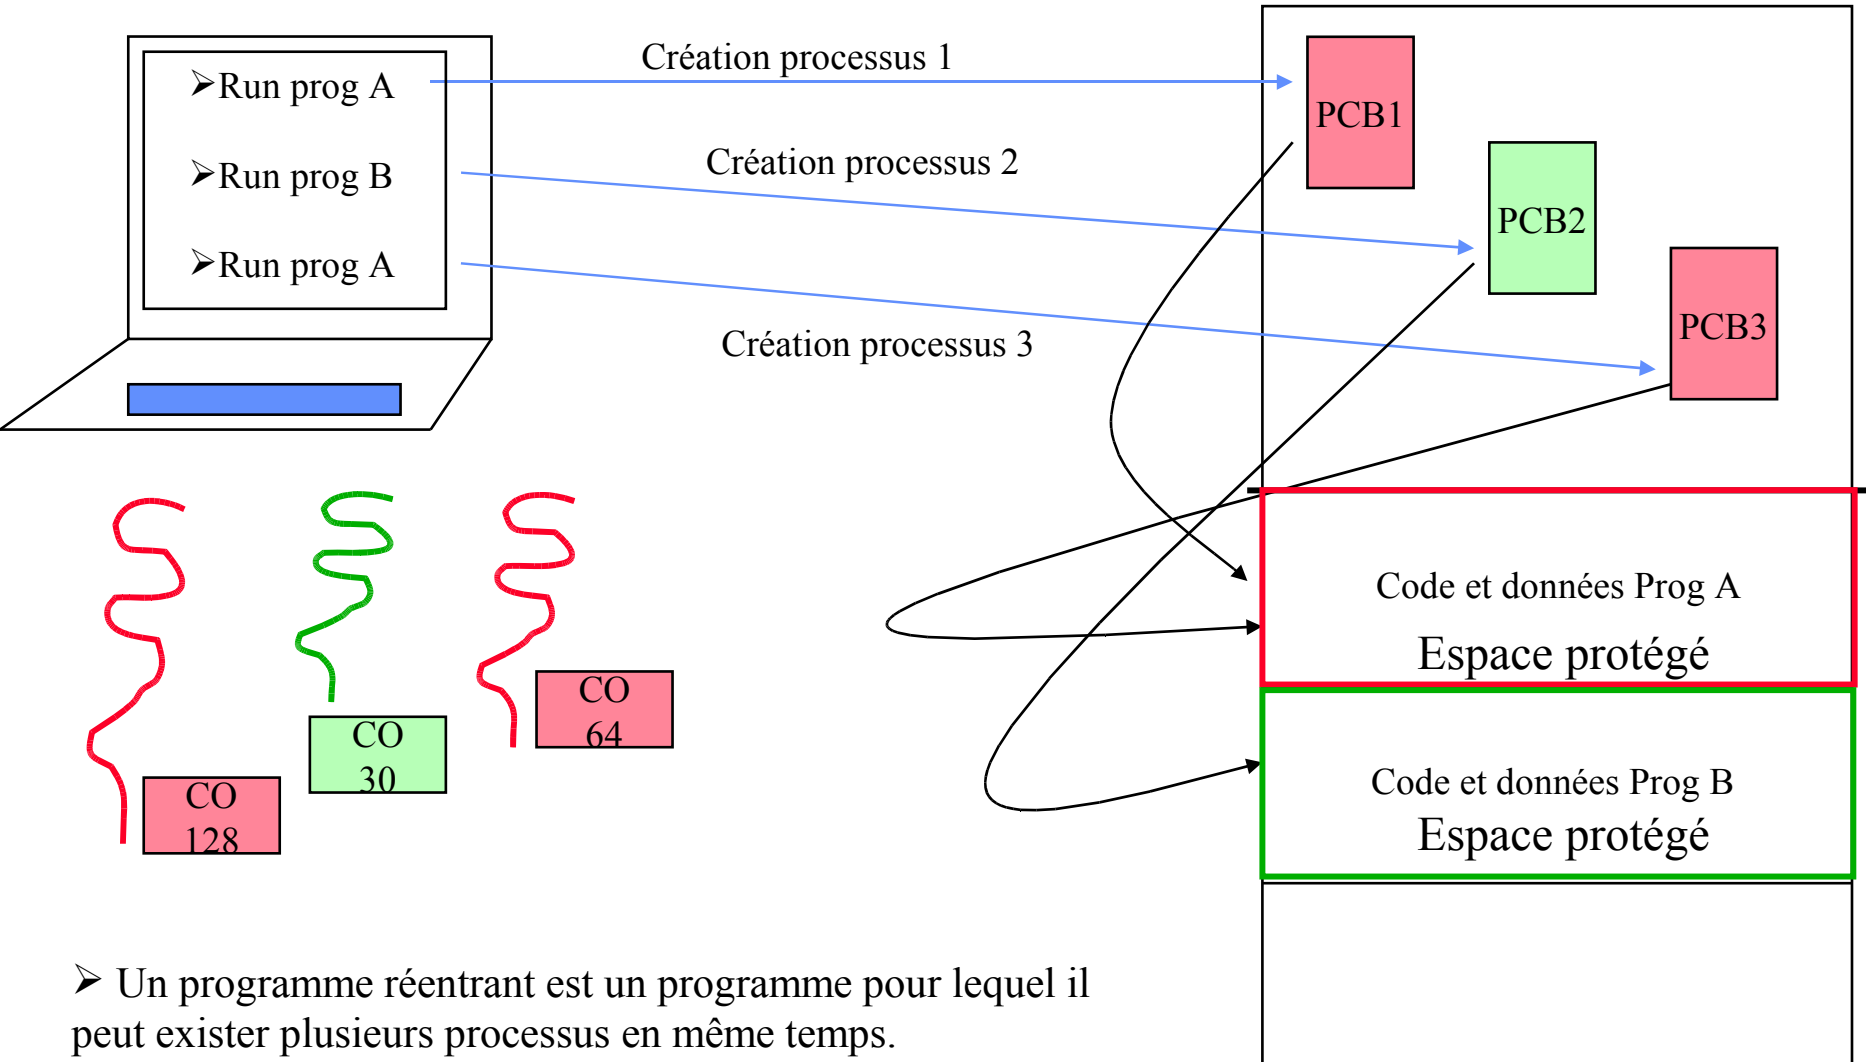 ➢Run prog A
➢Run prog B
➢Run prog A
Création processus 1
Création processus 2
Création processus 3
PCB1
PCB2
PCB3
CO
128
CO
30
CO
64
Code et données Prog A
Espace protégé
Code et données Prog B
Espace protégé
➢ Un programme réentrant est un programme pour lequel il
peut exister plusieurs processus en même temps.